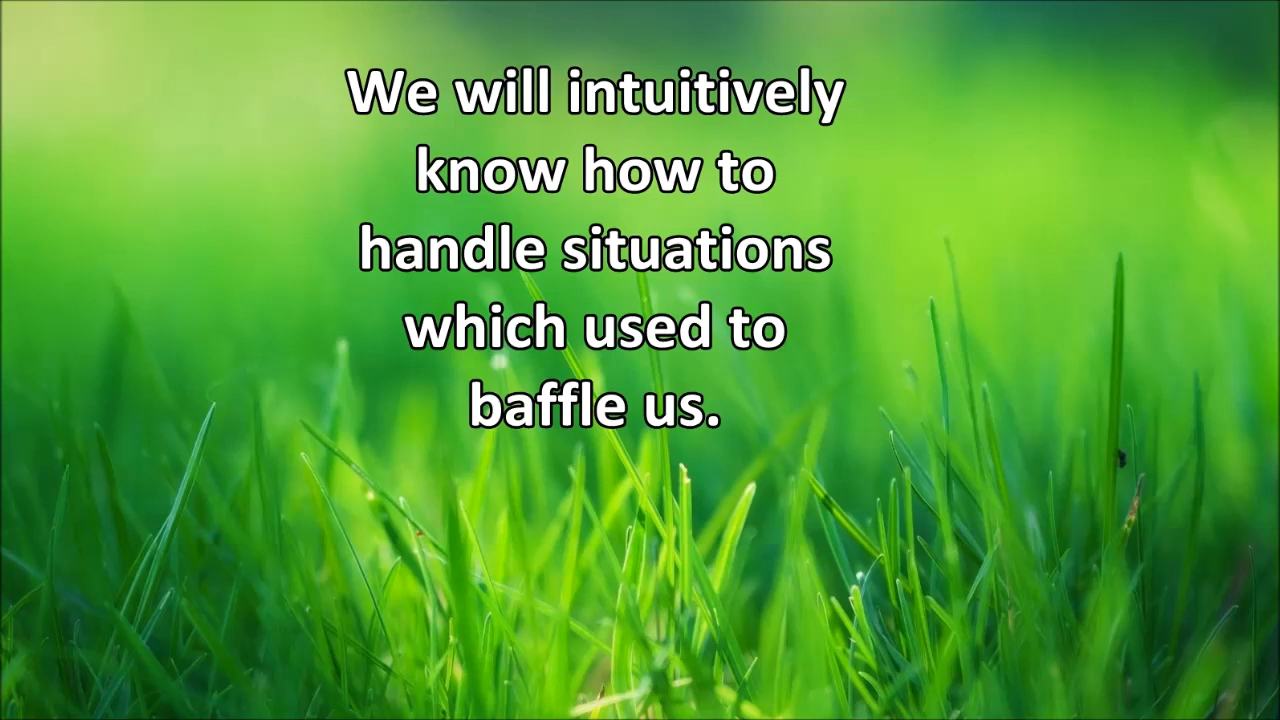 We will intuitively
know how to
handle situations
which used to
baffle us.